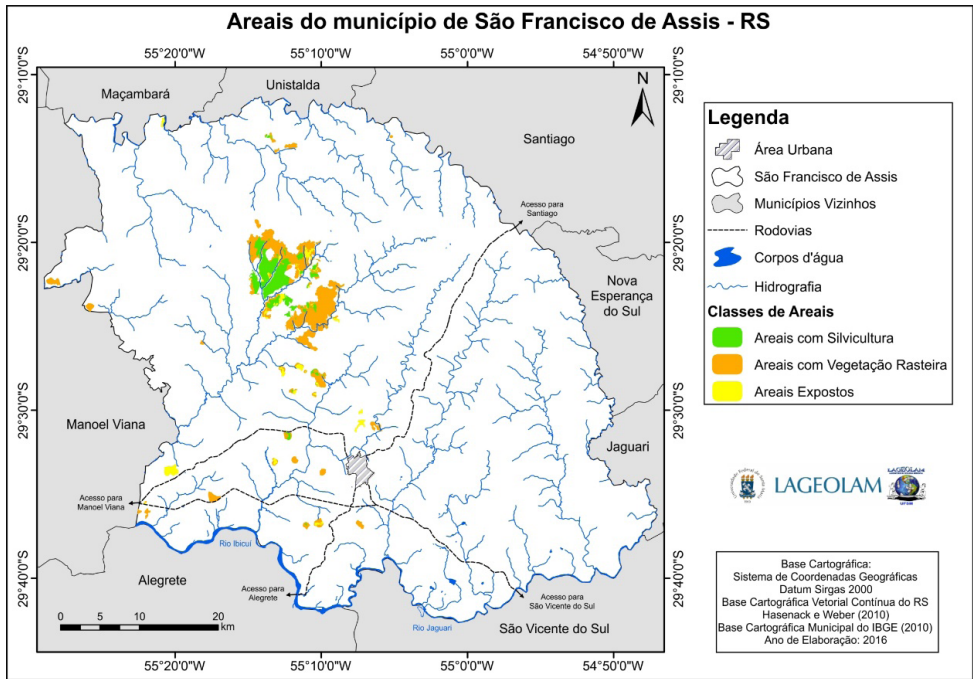 Areais do município de São Francisco de Assis - RS
55°20'0"W
55°10'0"W
55°0'0"W
54°50'0"W
29°10'0"S
29°10'0"S
Maçambará
Unistalda
N
Santiago
Acesso para
Santiago
29°20'0"S
29°20'0"S
Nova
Esperança
do Sul
29°30'0"S
29°30'0"S
Manoel Viana
Jaguari
Acesso para
Manoel Viana
Rio Ibicuí
29°40'0"S
29°40'0"S
Alegrete
Acesso para
Alegrete
Acesso para
São Vicente do Sul
Rio Jaguari
São Vicente do Sul
0
5
10
20
km
55°20'0"W
55°10'0"W
55°0'0"W
54°50'0"W
Legenda
Área Urbana
São Francisco de Assis
Municípios Vizinhos
Rodovias
Corpos d'água
Hidrografia
Classes de Areais
Areais com Silvicultura
Areais com Vegetação Rasteira
Areais Expostos
LAGEOLAM
LAGEOLAM
Base Cartográfica:
Sistema de Coordenadas Geográficas
Datum Sirgas 2000
Base Cartográfica Vetorial Contínua do RS
Hasenack e Weber (2010)
Base Cartográfica Municipal do IBGE (2010)
Ano de Elaboração: 2016